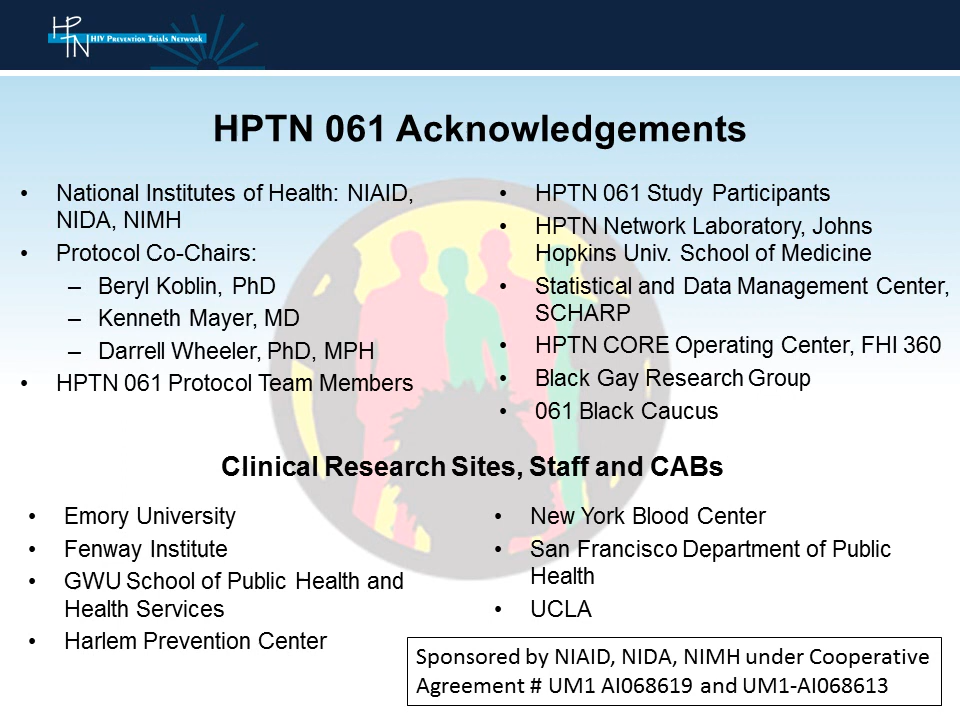 HPTN
HIV PREVENTION TRIALS NETWORK
HPTN 061 Acknowledgements
• National Institutes of Health: NIAID,
NIDA, NIMH
• Protocol Co-Chairs:
– Beryl Koblin, PhD
– Kenneth Mayer, MD
– Darrell Wheeler, PhD, MPH
• HPTN 061 Protocol Team Members
• HPTN 061 Study Participants
• HPTN Network Laboratory, Johns
Hopkins Univ. School of Medicine
• Statistical and Data Management Center,
SCHARP
• HPTN CORE Operating Center, FHI 360
• Black Gay Research Group
• 061 Black Caucus
Clinical Research Sites, Staff and CABs
• Emory University
• Fenway Institute
• GWU School of Public Health and
Health Services
• Harlem Prevention Center
• New York Blood Center
• San Francisco Department of Public
Health
• UCLA
Sponsored by NIAID, NIDA, NIMH under Cooperative
Agreement # UM1 AI068619 and UM1-AI068613